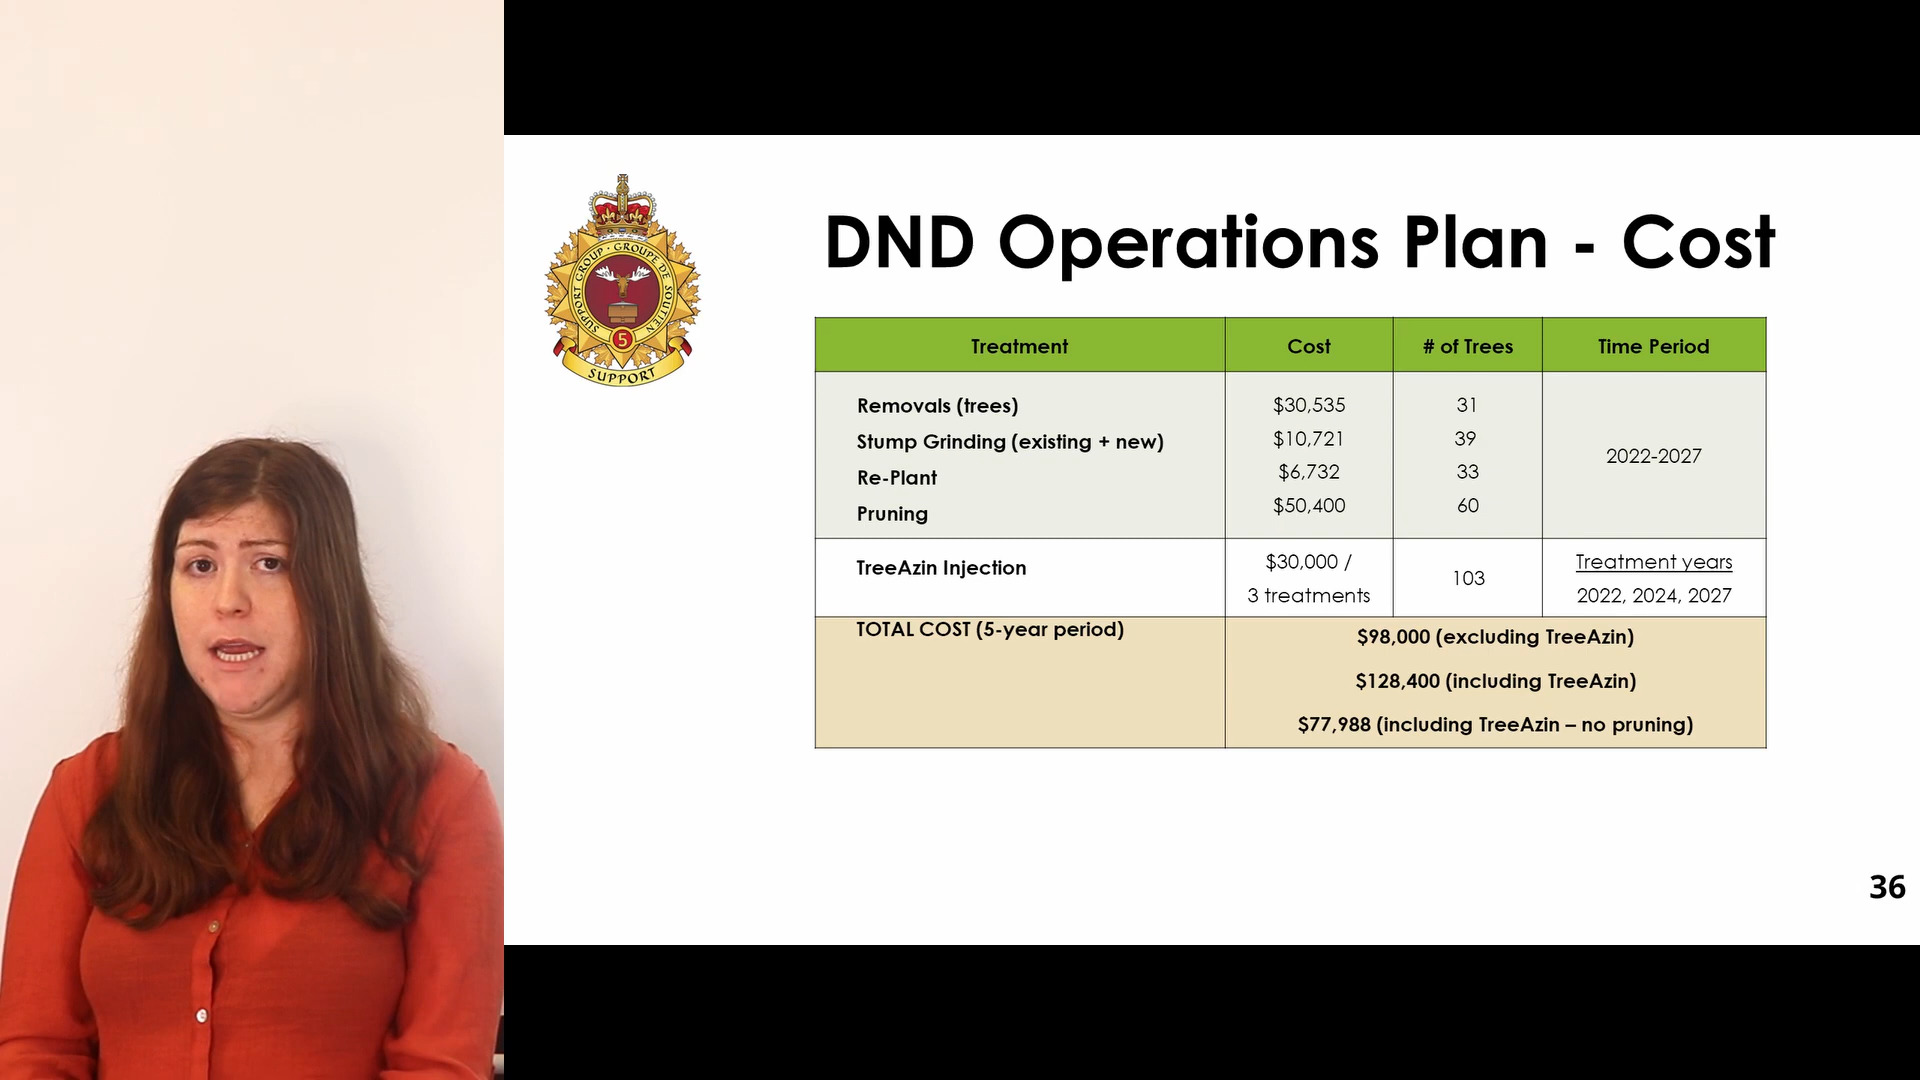 SUPPORT GROUP · GROUPE DE SOUTIEN
5
SUPPORT
DND Operations Plan - Cost
Treatment Cost # of Trees Time Period
Removals (trees) $30,535 31
Stump Grinding (existing + new) $10,721 39
2022-2027
Re-Plant $6,732 33
Pruning $50,400 60
TreeAzin Injection $30,000 / 3 treatments 103 Treatment years 2022, 2024, 2027
TOTAL COST (5-year period) $98,000 (excluding TreeAzin)
$128,400 (including TreeAzin)
$77,988 (including TreeAzin – no pruning)
36